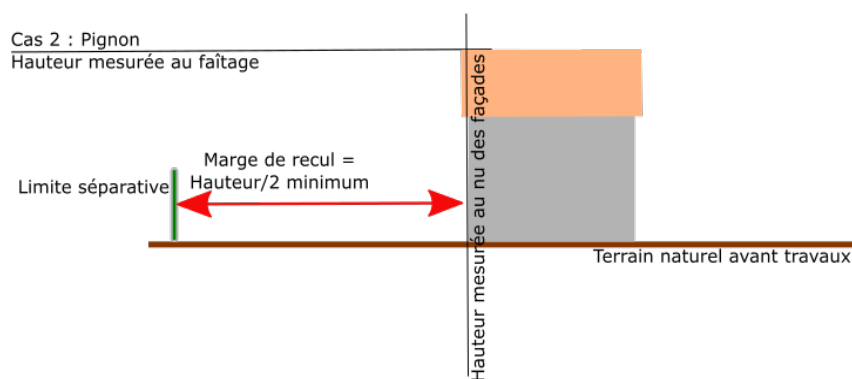 Cas 2 : Pignon
Hauteur mesurée au faîtage
Hauteur mesurée au nu des façades
Marge de recul =
Hauteur/2 minimum
Limite séparative
Terrain naturel avant travaux